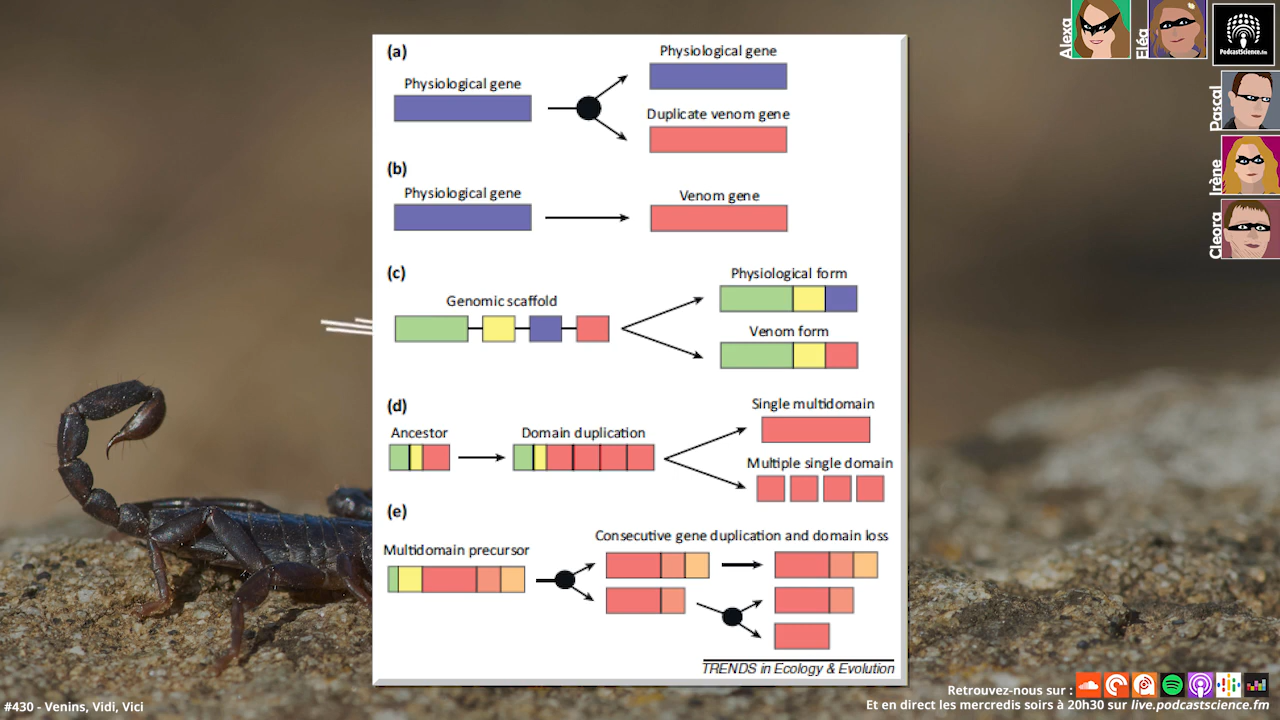 (a)
Physiological gene
Physiological gene
Duplicate venom gene
(b)
Physiological gene
Venom gene
(c)
Genomic scaffold
Physiological form
Venom form
(d)
Ancestor
Domain duplication
Single multidomain
Multiple single domain
(e)
Multidomain precursor
Consecutive gene duplication and domain loss
TRENDS in Ecology & Evolution
Alexa
Eléa
PodcastScience.fm
Pascal
Irène
Cleora
#430 - Venins, Vidi, Vici
Retrouvez-nous sur :
Et en direct les mercredis soirs à 20h30 sur live.podcastscience.fm